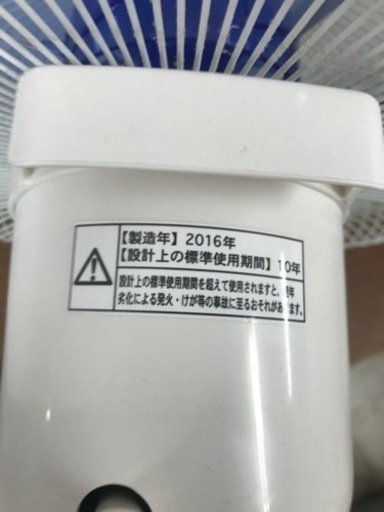 【製造年】2016年
【設計上の標準使用期間】10年
設計上の標準使用期間を超えて使用されますと、経年
劣化による発火・けが等の事故に至るおそれがあります。